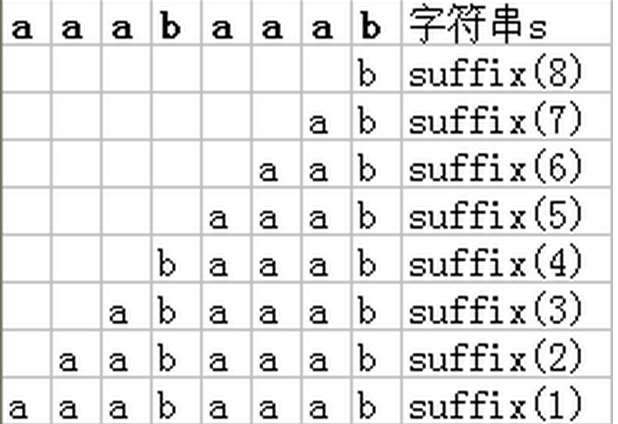 a a a b a a a b 字符串s
b suffix(8)
a b suffix(7)
a a b suffix(6)
a a a b suffix(5)
b a a a b suffix(4)
a b a a a b suffix(3)
a a b a a a b suffix(2)
a a a b a a a b suffix(1)